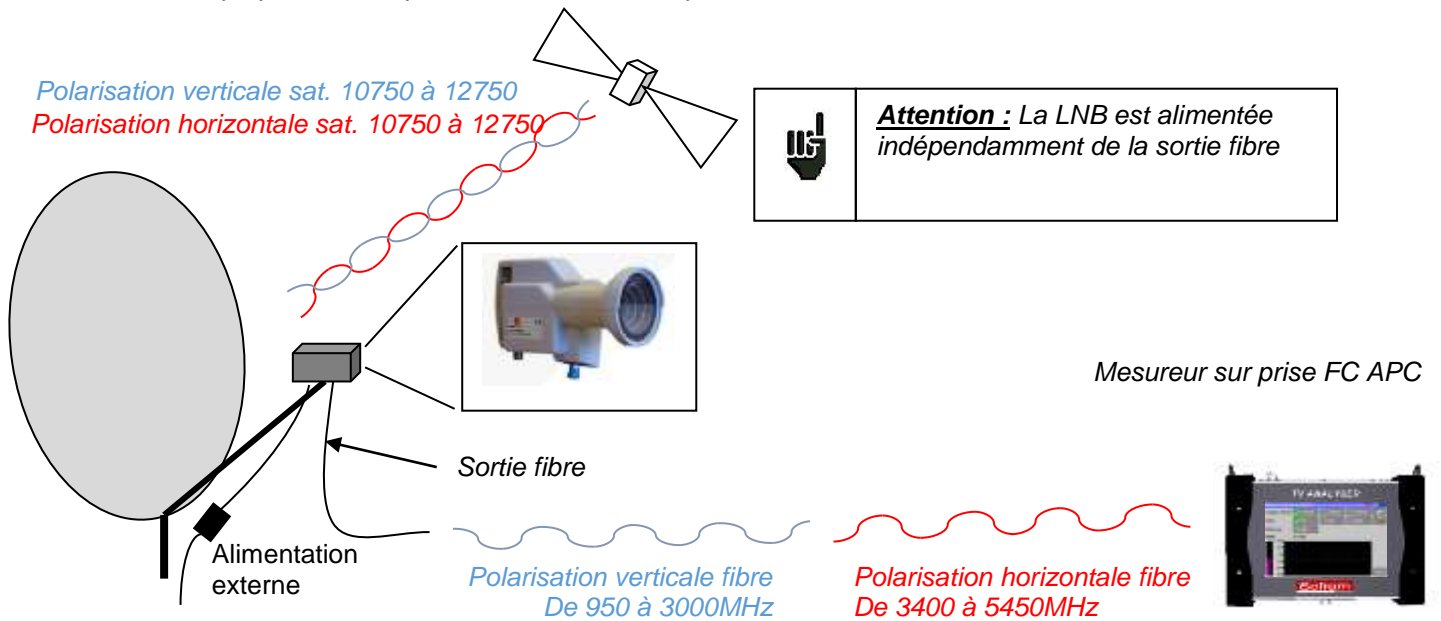 Polarisation verticale sat. 10750 à 12750
Polarisation horizontale sat. 10750 à 12750
Attention : La LNB est alimentée
indépendamment de la sortie fibre
Mesureur sur prise FC APC
Sortie fibre
TV ANALYSER
Alimentation
externe
Polarisation verticale fibre
De 950 à 3000MHz
Polarisation horizontale fibre
De 3400 à 5450MHz